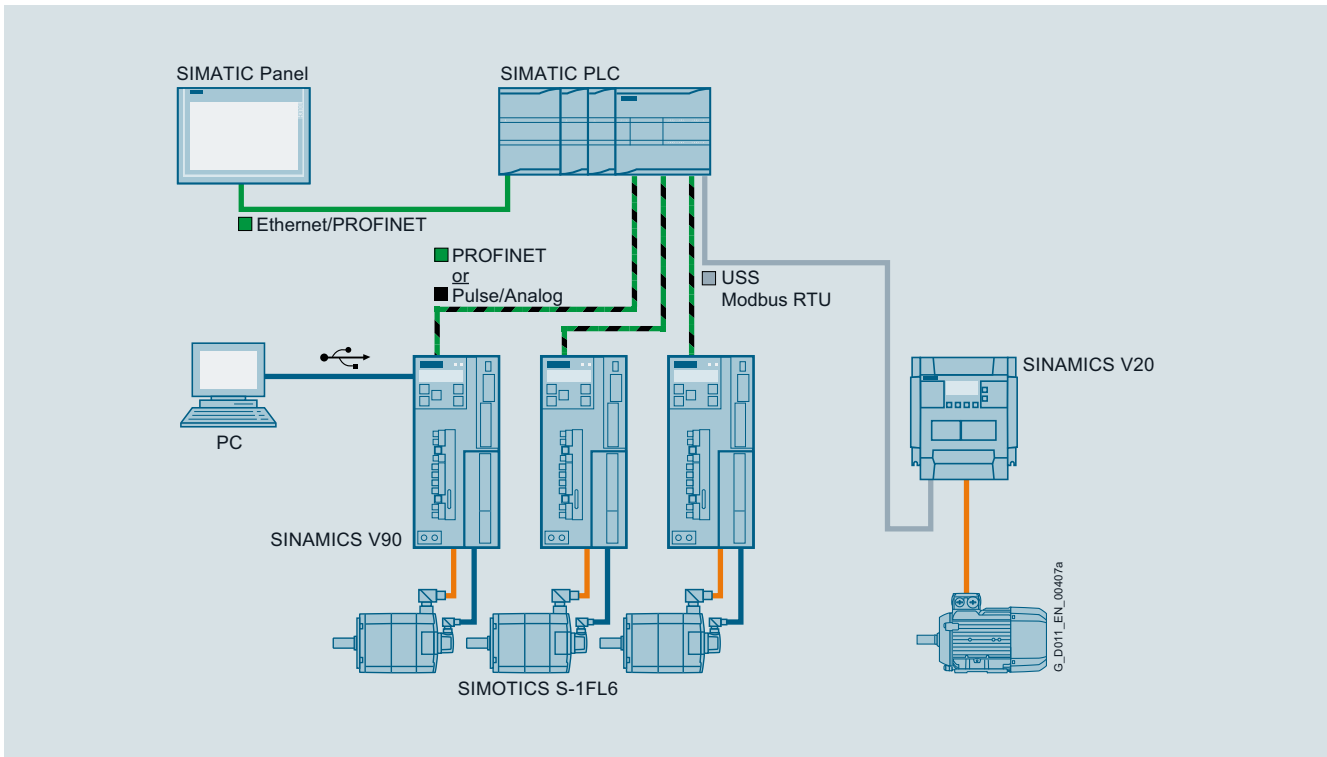 SIMATIC Panel
SIMATIC PLC
Ethernet/PROFINET
PROFINET
or
Pulse/Analog
USS
Modbus RTU
SINAMICS V20
PC
SINAMICS V90
SIMOTICS S-1FL6
G_D011_EN_00407a